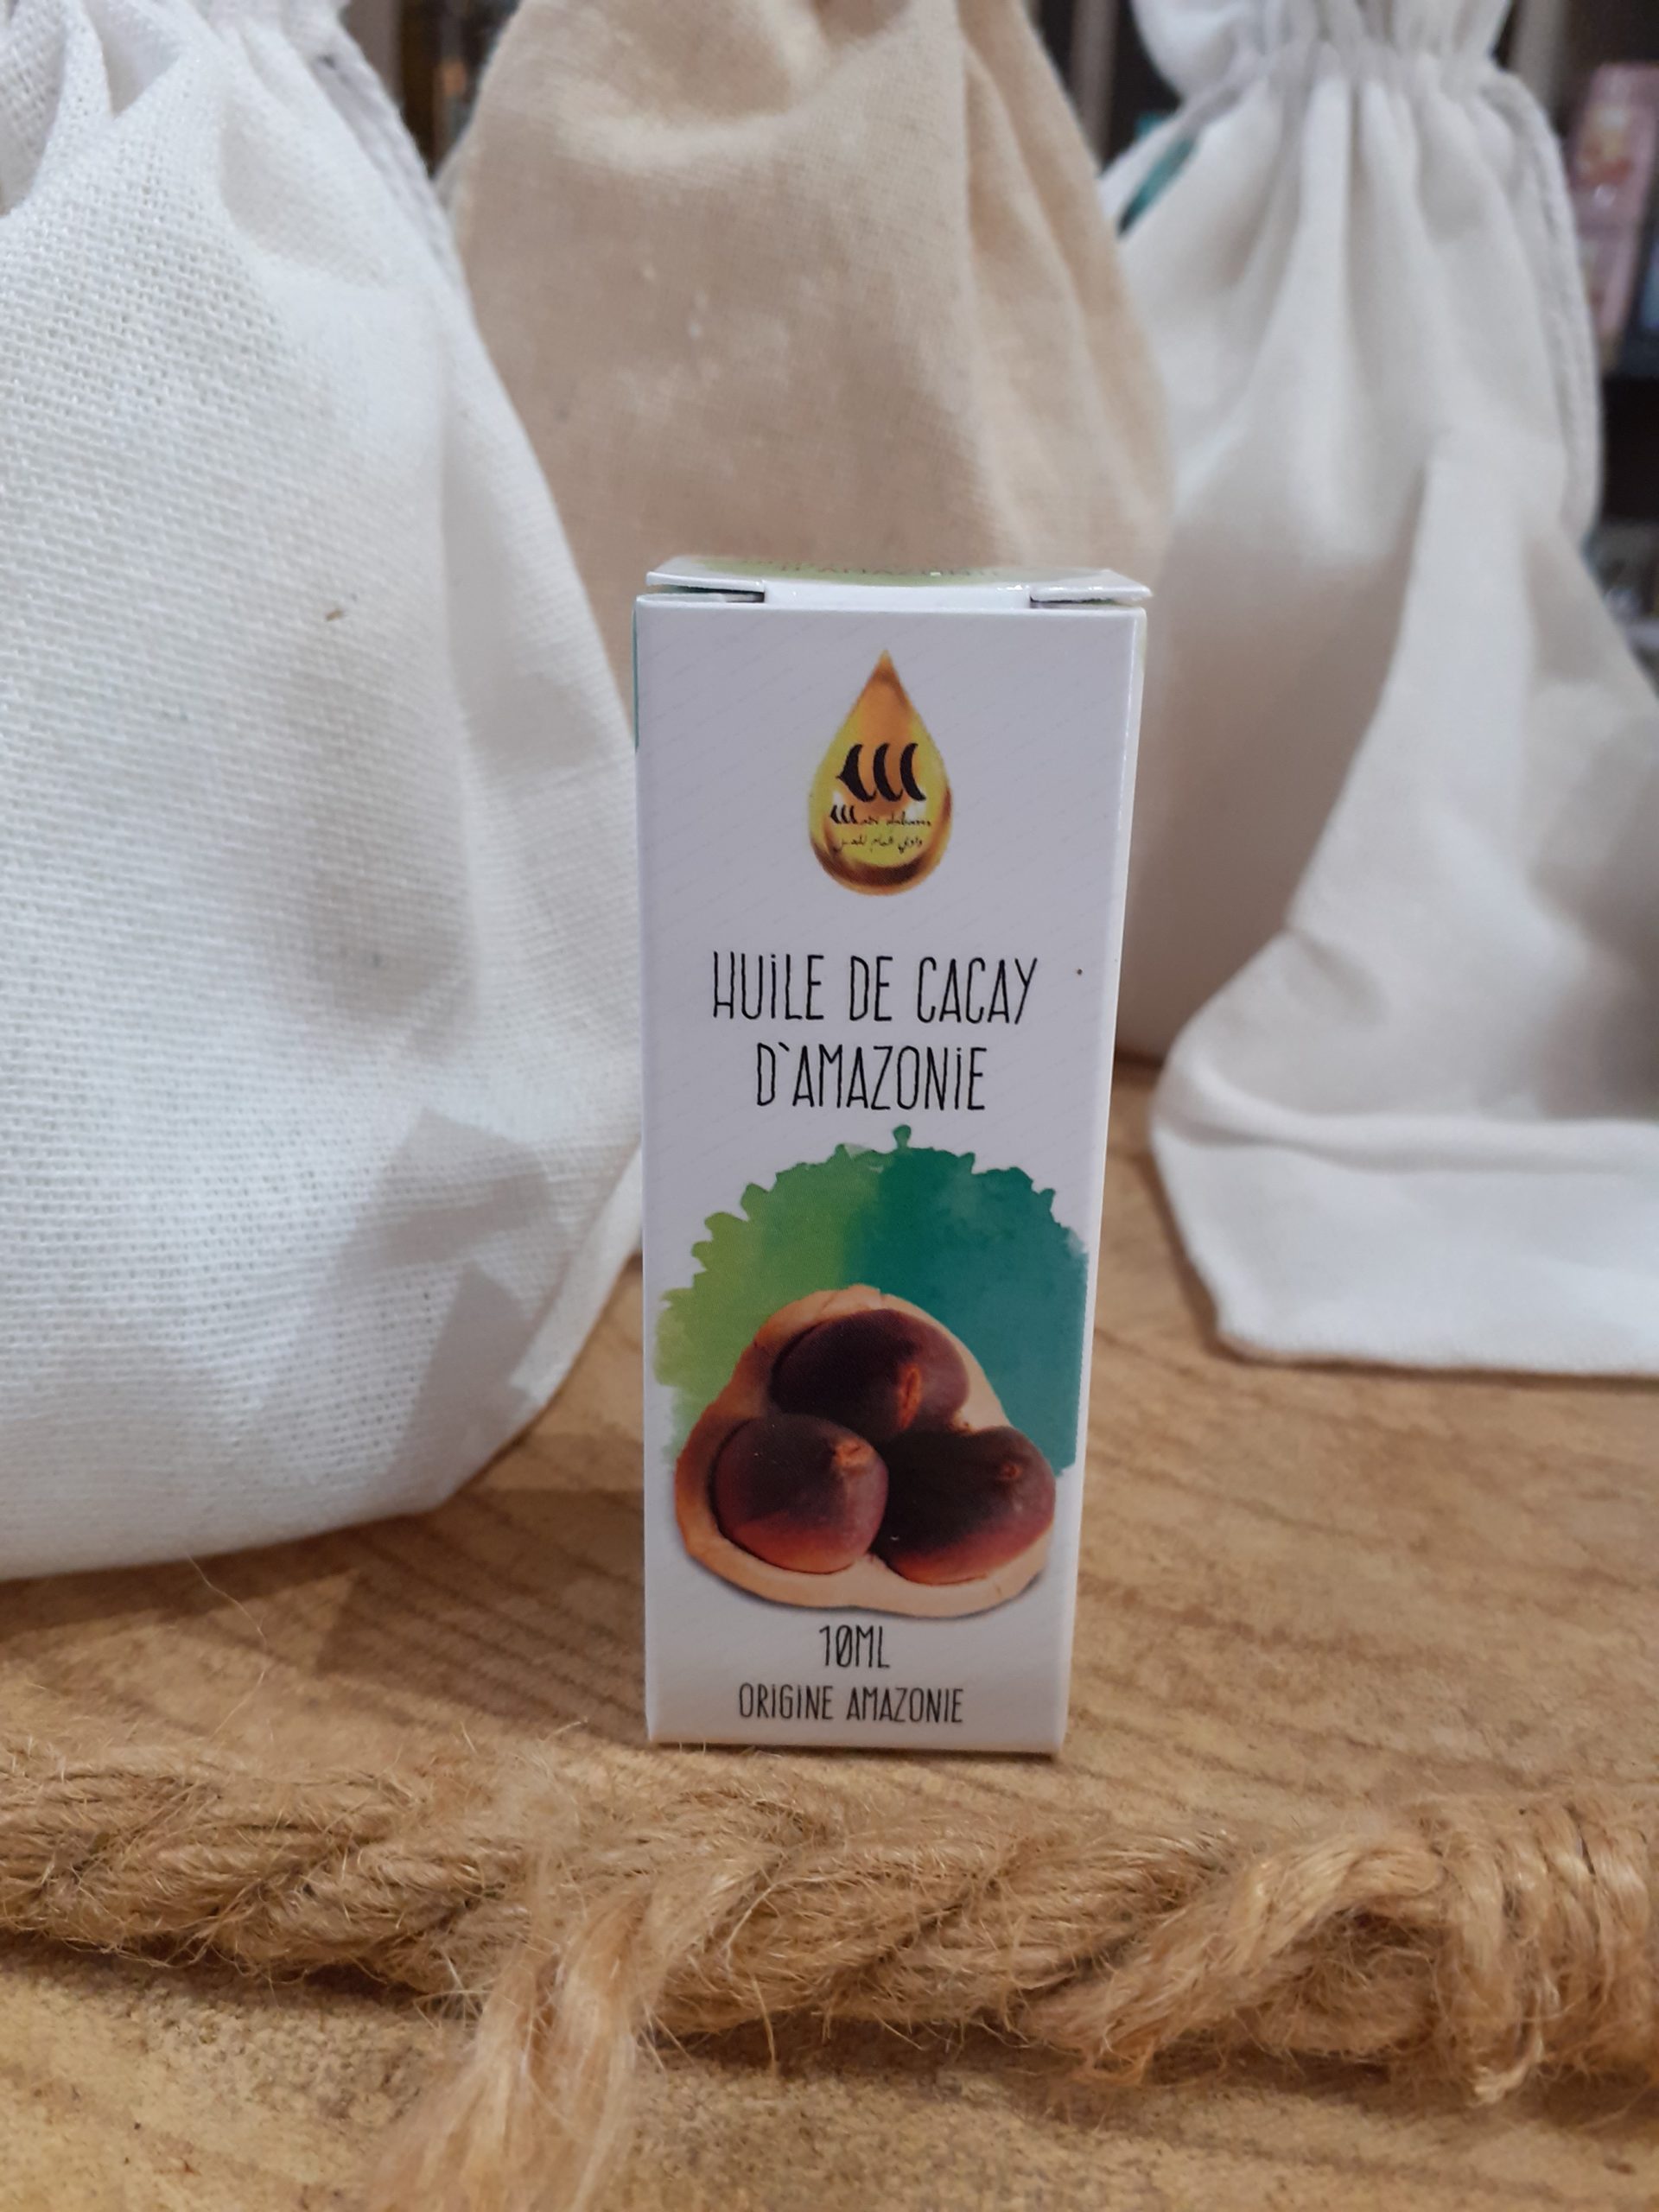 HUILE DE CACAY
D`AMAZONIE
10ML
ORIGINE AMAZONIE